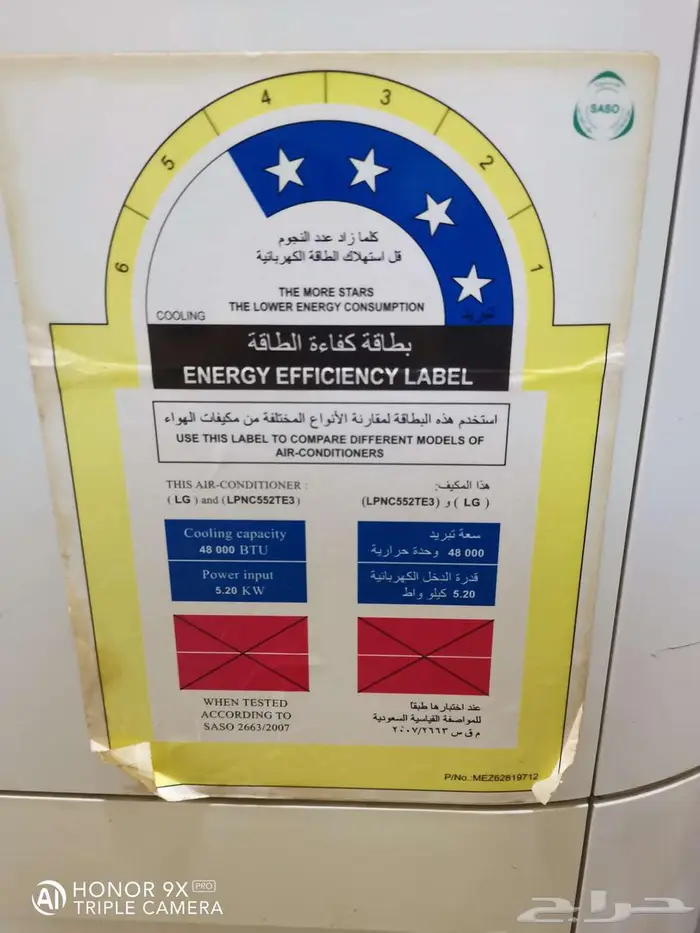 SASO
6
5
4
3
2
1
كلما زاد عدد النجوم
قل استهلاك الطاقة الكهربائية
THE MORE STARS
THE LOWER ENERGY CONSUMPTION
COOLING
تبريد
بطاقة كفاءة الطاقة
ENERGY EFFICIENCY LABEL
استخدم هذه البطاقة لمقارنة الأنواع المختلفة من مكيفات الهواء
USE THIS LABEL TO COMPARE DIFFERENT MODELS OF
AIR-CONDITIONERS
THIS AIR-CONDITIONER :
( LG ) and (LPNC552TE3)
هذا المكيف:
( LG ) و (LPNC552TE3)
Cooling capacity
48 000 BTU
Power input
5.20 KW
سعة تبريد
48 000 وحدة حرارية
قدرة الدخل الكهربائية
5.20 كيلو واط
WHEN TESTED
ACCORDING TO
SASO 2663/2007
عند اختبارها طبقا
للمواصفة القياسية السعودية
م ق س ٢٠٠٧/٢٦٦٣
P/No.:MEZ62819712
AI HONOR 9X PRO
TRIPLE CAMERA
حراج